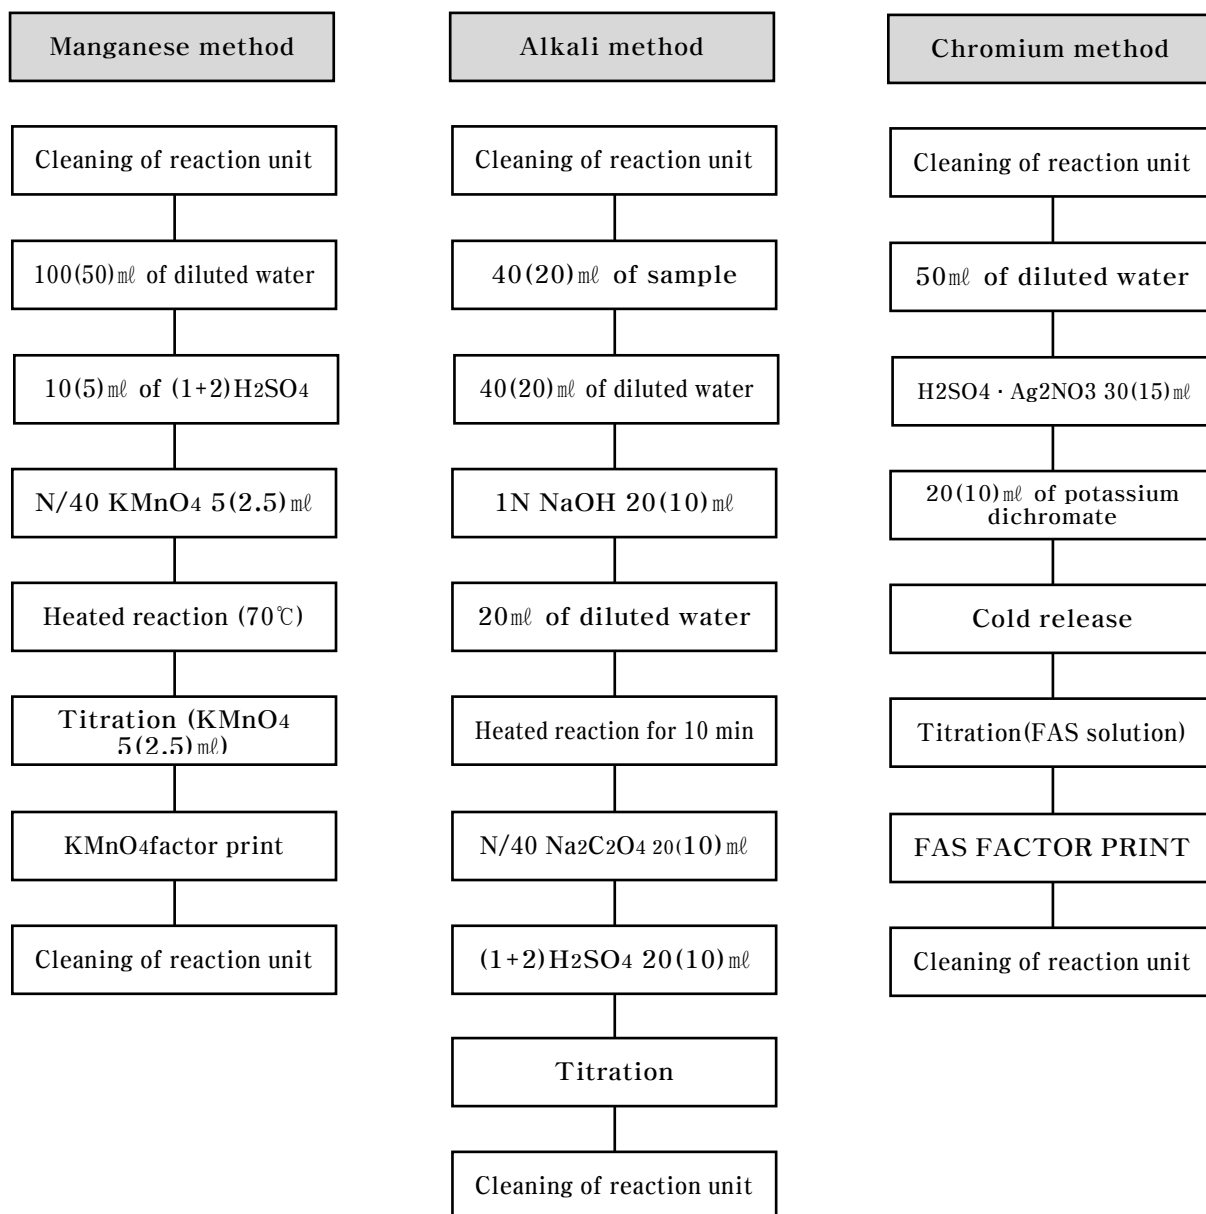 Manganese method
Cleaning of reaction unit
100(50)㎖ of diluted water
10(5)㎖ of (1+2)H2SO4
N/40 KMnO4 5(2.5)㎖
Heated reaction (70℃)
Titration (KMnO4
5(2.5)㎖)
KMnO4factor print
Cleaning of reaction unit
Alkali method
Cleaning of reaction unit
40(20)㎖ of sample
40(20)㎖ of diluted water
1N NaOH 20(10)㎖
20㎖ of diluted water
Heated reaction for 10 min
N/40 Na2C2O4 20(10)㎖
(1+2)H2SO4 20(10)㎖
Titration
Cleaning of reaction unit
Chromium method
Cleaning of reaction unit
50㎖ of diluted water
H2SO4 · Ag2NO3 30(15)㎖
20(10)㎖ of potassium
dichromate
Cold release
Titration(FAS solution)
FAS FACTOR PRINT
Cleaning of reaction unit